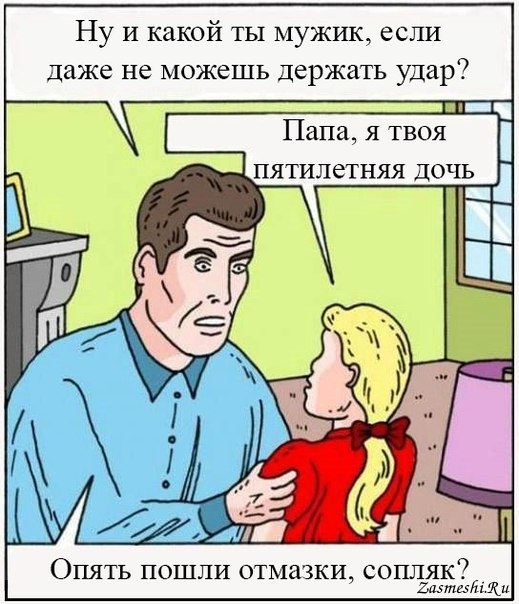 Ну и какой ты мужик, если
даже не можешь держать удар?
Папа, я твоя
пятилетняя дочь
Опять пошли отмазки, сопляк?
Zasmeshi.Ru